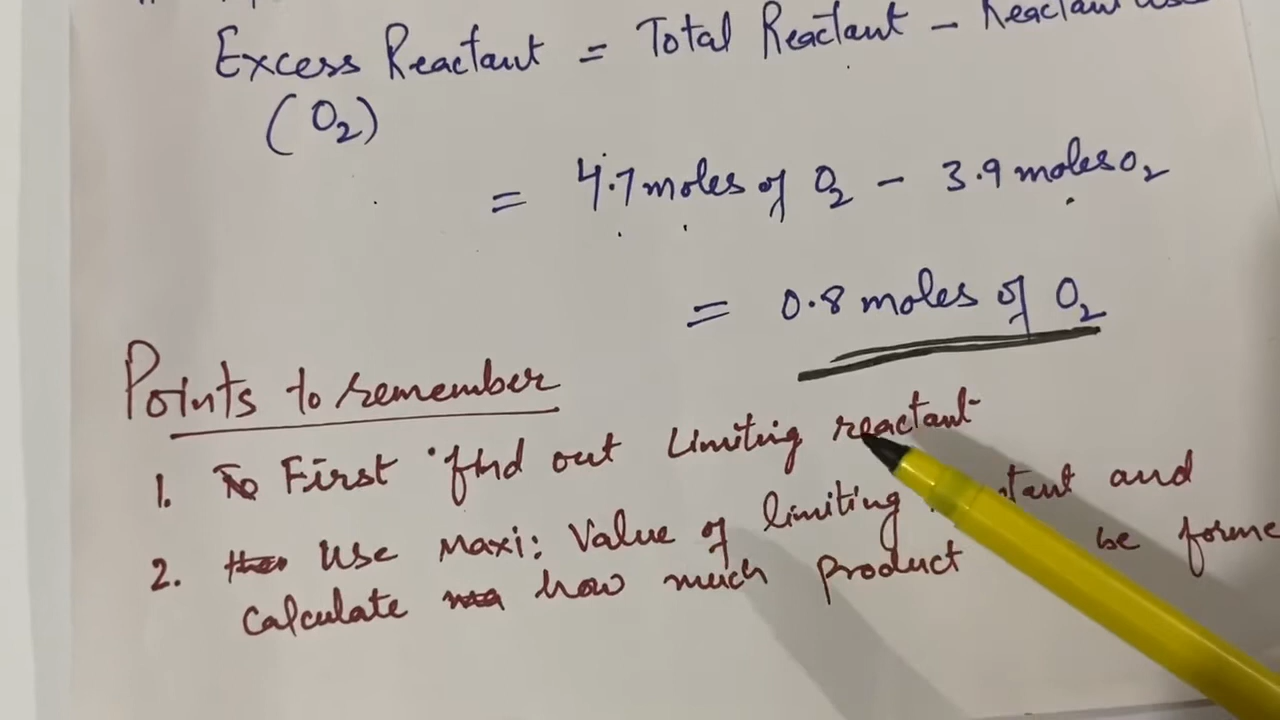 Excess Reactant = Total Reactant - Reactant
(O₂)
= 4.7 moles of O₂ - 3.9 moles O₂
= 0.8 moles of O₂
Points to remember
1. First find out Limiting reactant
2. Use Maxi: Value of limiting and
calculate how much product be forme